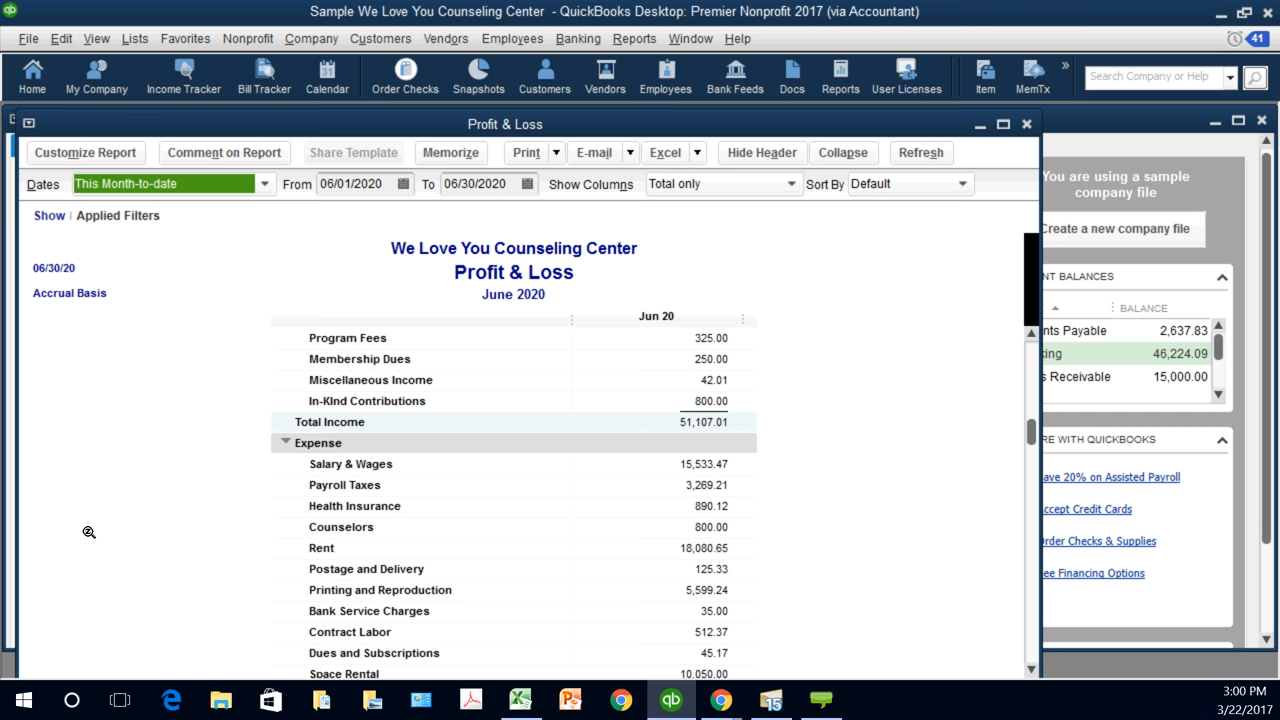 Sample We Love You Counseling Center - QuickBooks Desktop: Premier Nonprofit 2017 (via Accountant)
File Edit View Lists Favorites Nonprofit Company Customers Vendors Employees Banking Reports Window Help
41
Home My Company Income Tracker Bill Tracker Calendar Order Checks Snapshots Customers Vendors Employees Bank Feeds Docs Reports User Licenses Item MemTx
Search Company or Help
Profit & Loss
Customize Report Comment on Report Share Template Memorize Print E-mail Excel Hide Header Collapse Refresh
Dates This Month-to-date From 06/01/2020 To 06/30/2020 Show Columns Total only Sort By Default
Show | Applied Filters
We Love You Counseling Center
Profit & Loss
June 2020
06/30/20
Accrual Basis
Jun 20
Program Fees 325.00
Membership Dues 250.00
Miscellaneous Income 42.01
In-KInd Contributions 800.00
Total Income 51,107.01
Expense
Salary & Wages 15,533.47
Payroll Taxes 3,269.21
Health Insurance 890.12
Counselors 800.00
Rent 18,080.65
Postage and Delivery 125.33
Printing and Reproduction 5,599.24
Bank Service Charges 35.00
Contract Labor 512.37
Dues and Subscriptions 45.17
Space Rental 10,050.00
You are using a sample
company file
Create a new company file
NT BALANCES
BALANCE
nts Payable 2,637.83
king 46,224.09
s Receivable 15,000.00
RE WITH QUICKBOOKS
ave 20% on Assisted Payroll
ccept Credit Cards
rder Checks & Supplies
ee Financing Options
qb
15
3:00 PM
3/22/2017